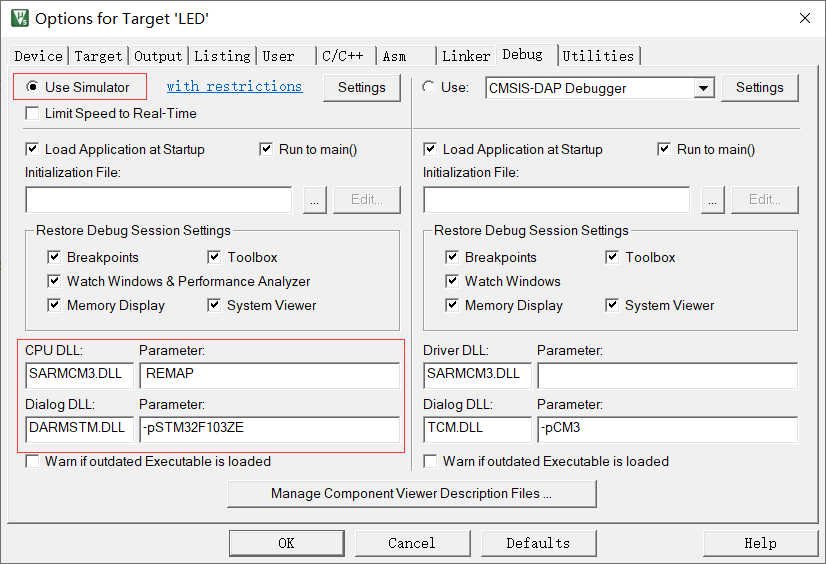 Options for Target 'LED'
Device Target Output Listing User C/C++ Asm Linker Debug Utilities
Use Simulator with restrictions Settings Use: CMSIS-DAP Debugger Settings
Limit Speed to Real-Time
Load Application at Startup Run to main() Load Application at Startup Run to main()
Initialization File: Initialization File:
... Edit... ... Edit...
Restore Debug Session Settings Restore Debug Session Settings
Breakpoints Toolbox Breakpoints Toolbox
Watch Windows & Performance Analyzer Watch Windows
Memory Display System Viewer Memory Display System Viewer
CPU DLL: Parameter: Driver DLL: Parameter:
SARMCM3.DLL REMAP SARMCM3.DLL
Dialog DLL: Parameter: Dialog DLL: Parameter:
DARMSTM.DLL -pSTM32F103ZE TCM.DLL -pCM3
Warn if outdated Executable is loaded Warn if outdated Executable is loaded
Manage Component Viewer Description Files ...
OK Cancel Defaults Help